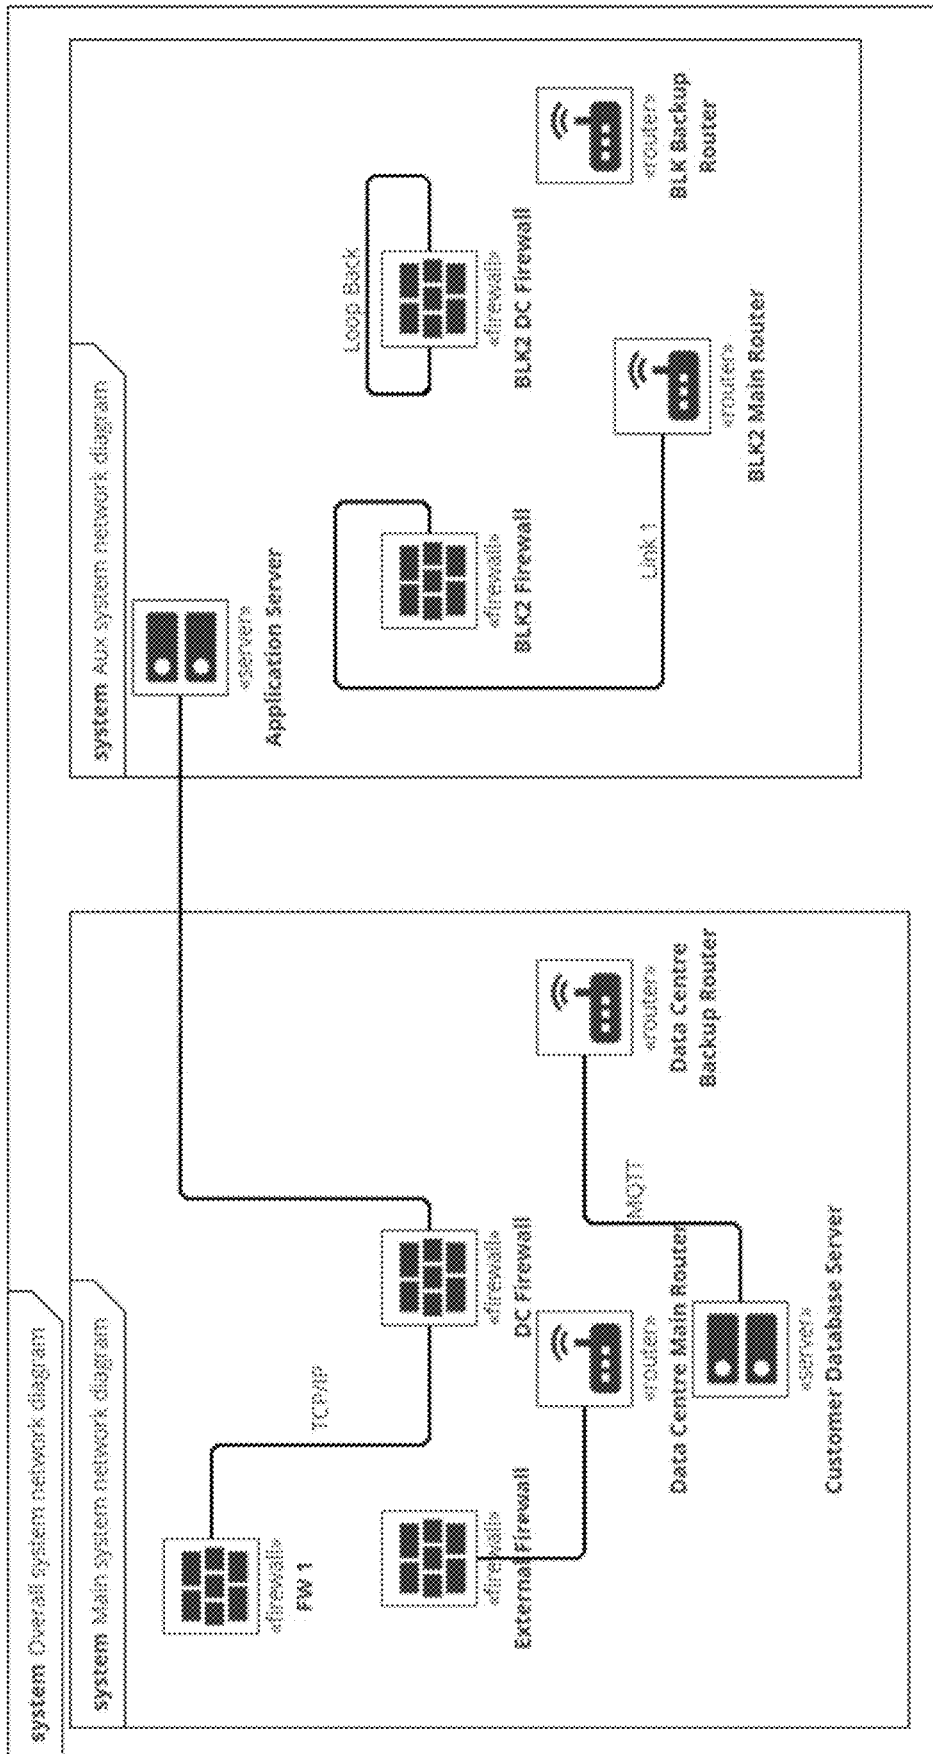 system Overall system network diagram
system Main system network diagram
«firewall»
FW 1
TCP/IP
«firewall»
External Firewall
«firewall»
DC Firewall
«router»
Data Centre Main Router
MQTT
«router»
Data Centre
Backup Router
«server»
Customer Database Server
system Aux system network diagram
«server»
Application Server
«firewall»
BLK2 Firewall
Loop Back
«firewall»
BLK2 DC Firewall
Link 1
«router»
BLK2 Main Router
«router»
BLK Backup
Router